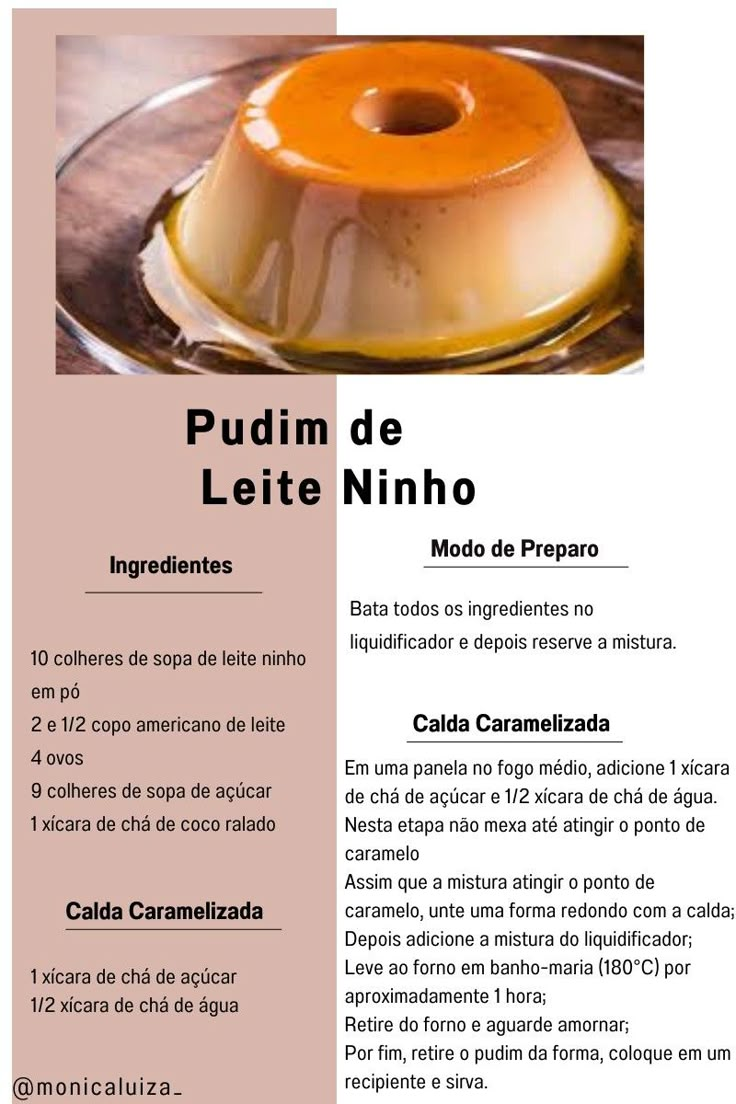 Pudim de
Leite Ninho
Ingredientes
10 colheres de sopa de leite ninho
em pó
2 e 1/2 copo americano de leite
4 ovos
9 colheres de sopa de açúcar
1 xícara de chá de coco ralado
Calda Caramelizada
1 xícara de chá de açúcar
1/2 xícara de chá de água
@monicaluiza_
Modo de Preparo
Bata todos os ingredientes no
liquidificador e depois reserve a mistura.
Calda Caramelizada
Em uma panela no fogo médio, adicione 1 xícara
de chá de açúcar e 1/2 xícara de chá de água.
Nesta etapa não mexa até atingir o ponto de
caramelo
Assim que a mistura atingir o ponto de
caramelo, unte uma forma redondo com a calda;
Depois adicione a mistura do liquidificador;
Leve ao forno em banho-maria (180°C) por
aproximadamente 1 hora;
Retire do forno e aguarde amornar;
Por fim, retire o pudim da forma, coloque em um
recipiente e sirva.